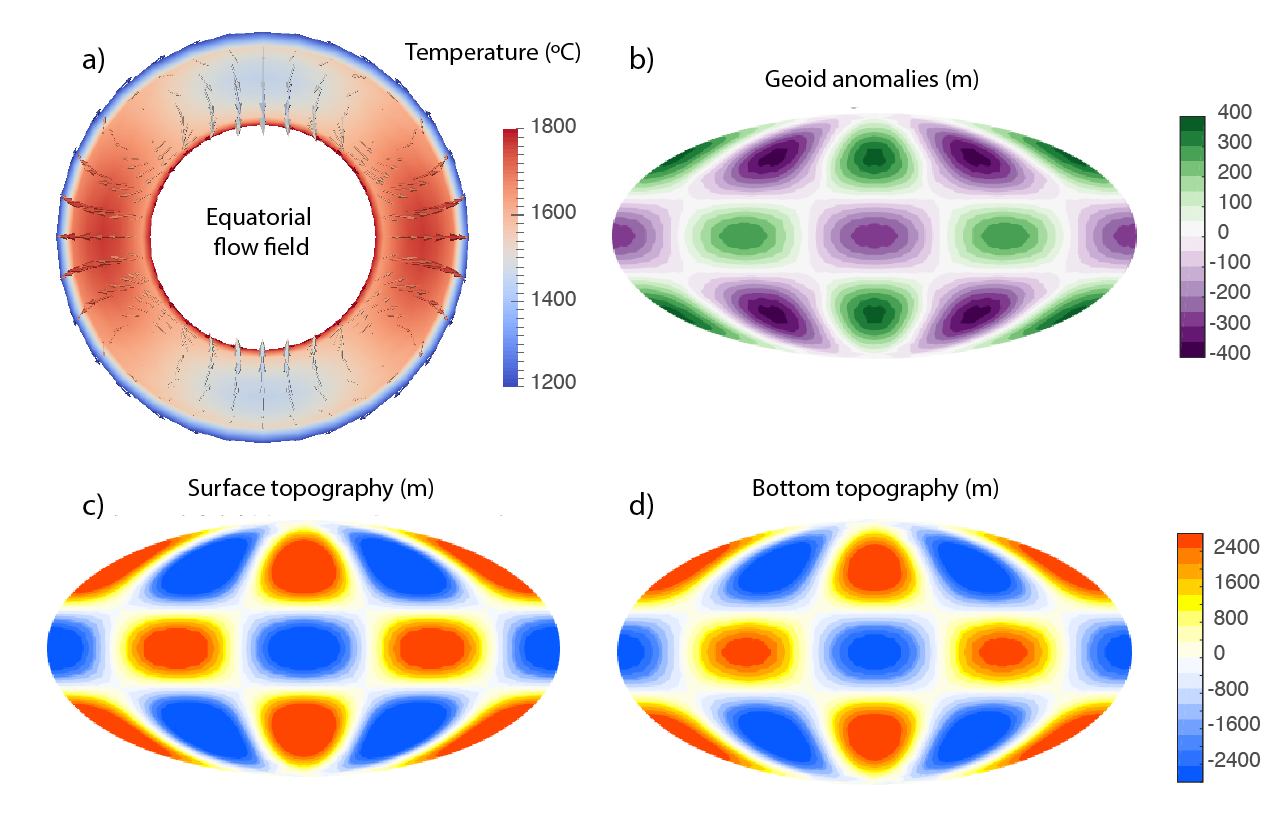 a)
Temperature (ºC)
1800
1600
1400
1200
Equatorial
flow field
b)
Geoid anomalies (m)
400
300
200
100
0
-100
-200
-300
-400
c)
Surface topography (m)
d)
Bottom topography (m)
2400
1600
800
0
-800
-1600
-2400